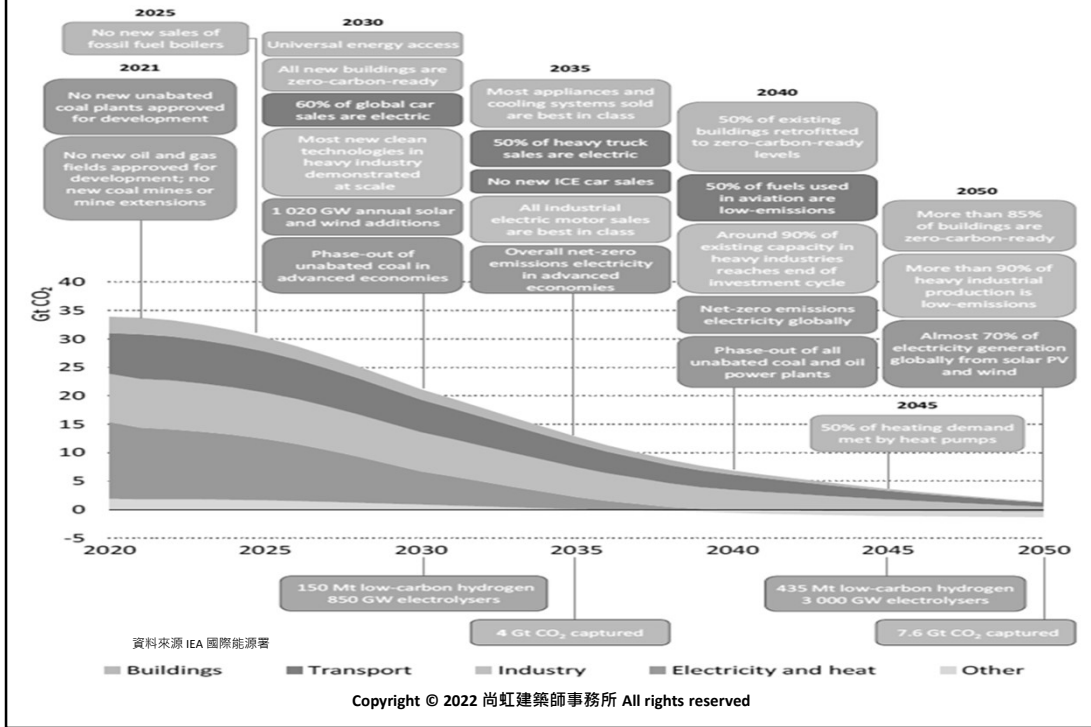 2025
No new sales of
fossil fuel boilers
2021
No new unabated
coal plants approved
for development
No new oil and gas
fields approved for
development; no
new coal mines or
mine extensions
2030
Universal energy access
All new buildings are
zero-carbon-ready
60% of global car
sales are electric
Most new clean
technologies in
heavy industry
demonstrated
at scale
1 020 GW annual solar
and wind additions
Phase-out of
unabated coal in
advanced economies
2035
Most appliances and
cooling systems sold
are best in class
50% of heavy truck
sales are electric
No new ICE car sales
All industrial
electric motor sales
are best in class
Overall net-zero
emissions electricity
in advanced
economies
2040
50% of existing
buildings retrofitted
to zero-carbon-ready
levels
50% of fuels used
in aviation are
low-emissions
Around 90% of
existing capacity in
heavy industries
reaches end of
investment cycle
Net-zero emissions
electricity globally
Phase-out of all
unabated coal and oil
power plants
2050
More than 85%
of buildings are
zero-carbon-ready
More than 90% of
heavy industrial
production is
low-emissions
Almost 70% of
electricity generation
globally from solar PV
and wind
2045
50% of heating demand
met by heat pumps
Gt CO₂
40
35
30
25
20
15
10
5
0
-5
2020
2025
2030
2035
2040
2045
2050
150 Mt low-carbon hydrogen
850 GW electrolysers
4 Gt CO₂ captured
435 Mt low-carbon hydrogen
3 000 GW electrolysers
7.6 Gt CO₂ captured
資料來源 IEA 國際能源署
Buildings
Transport
Industry
Electricity and heat
Other
Copyright © 2022 尚虹建築師事務所 All rights reserved